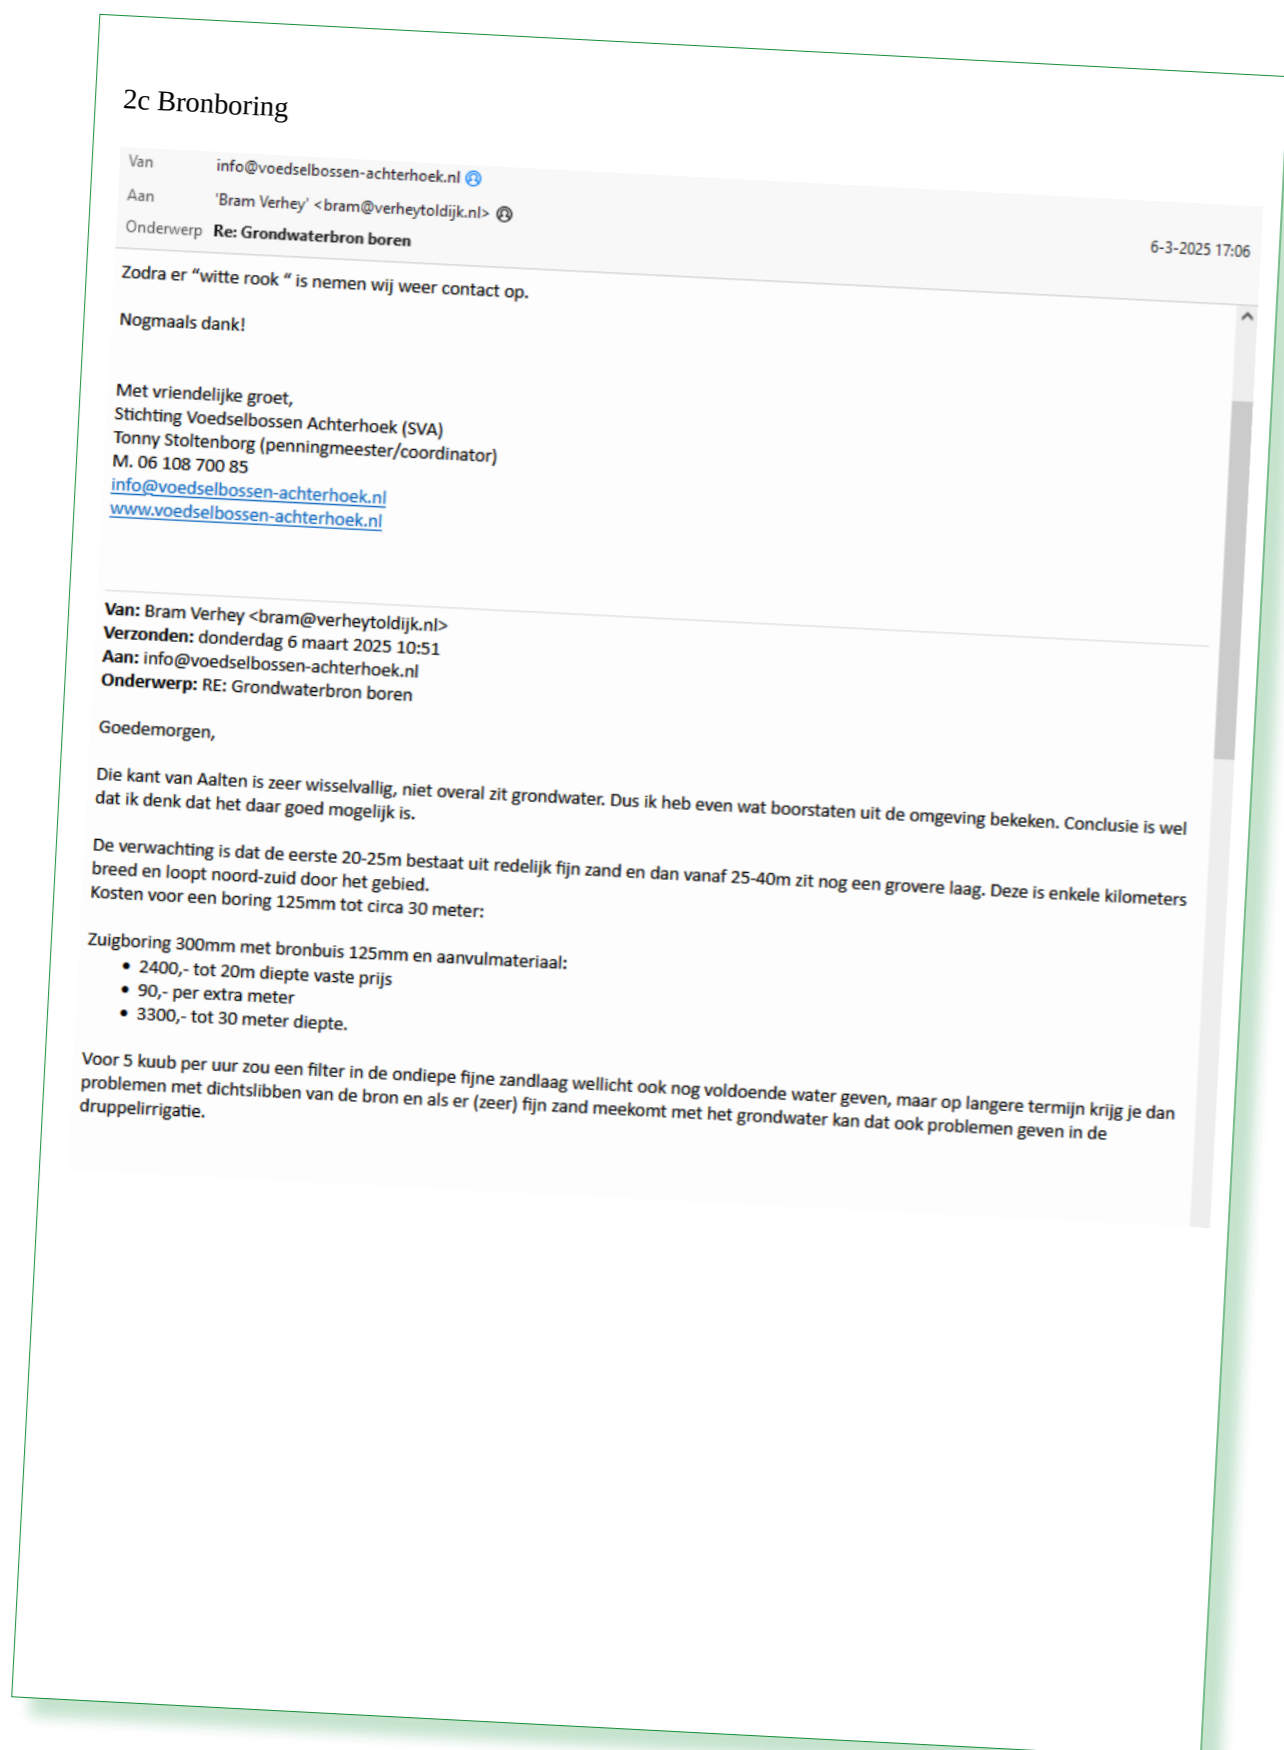 2c Bronboring
Van info@voedselbossen-achterhoek.nl
Aan 'Bram Verhey' <bram@verheytoldijk.nl>
Onderwerp Re: Grondwaterbron boren
6-3-2025 17:06
Zodra er “witte rook “ is nemen wij weer contact op.
Nogmaals dank!
Met vriendelijke groet,
Stichting Voedselbossen Achterhoek (SVA)
Tonny Stoltenborg (penningmeester/coordinator)
M. 06 108 700 85
info@voedselbossen-achterhoek.nl
www.voedselbossen-achterhoek.nl
Van: Bram Verhey <bram@verheytoldijk.nl>
Verzonden: donderdag 6 maart 2025 10:51
Aan: info@voedselbossen-achterhoek.nl
Onderwerp: RE: Grondwaterbron boren
Goedemorgen,
Die kant van Aalten is zeer wisselvallig, niet overal zit grondwater. Dus ik heb even wat boorstaten uit de omgeving bekeken. Conclusie is wel
dat ik denk dat het daar goed mogelijk is.
De verwachting is dat de eerste 20-25m bestaat uit redelijk fijn zand en dan vanaf 25-40m zit nog een grovere laag. Deze is enkele kilometers
breed en loopt noord-zuid door het gebied.
Kosten voor een boring 125mm tot circa 30 meter:
Zuigboring 300mm met bronbuis 125mm en aanvulmateriaal:
• 2400,- tot 20m diepte vaste prijs
• 90,- per extra meter
• 3300,- tot 30 meter diepte.
Voor 5 kuub per uur zou een filter in de ondiepe fijne zandlaag wellicht ook nog voldoende water geven, maar op langere termijn krijg je dan
problemen met dichtslibben van de bron en als er (zeer) fijn zand meekomt met het grondwater kan dat ook problemen geven in de
druppelirrigatie.